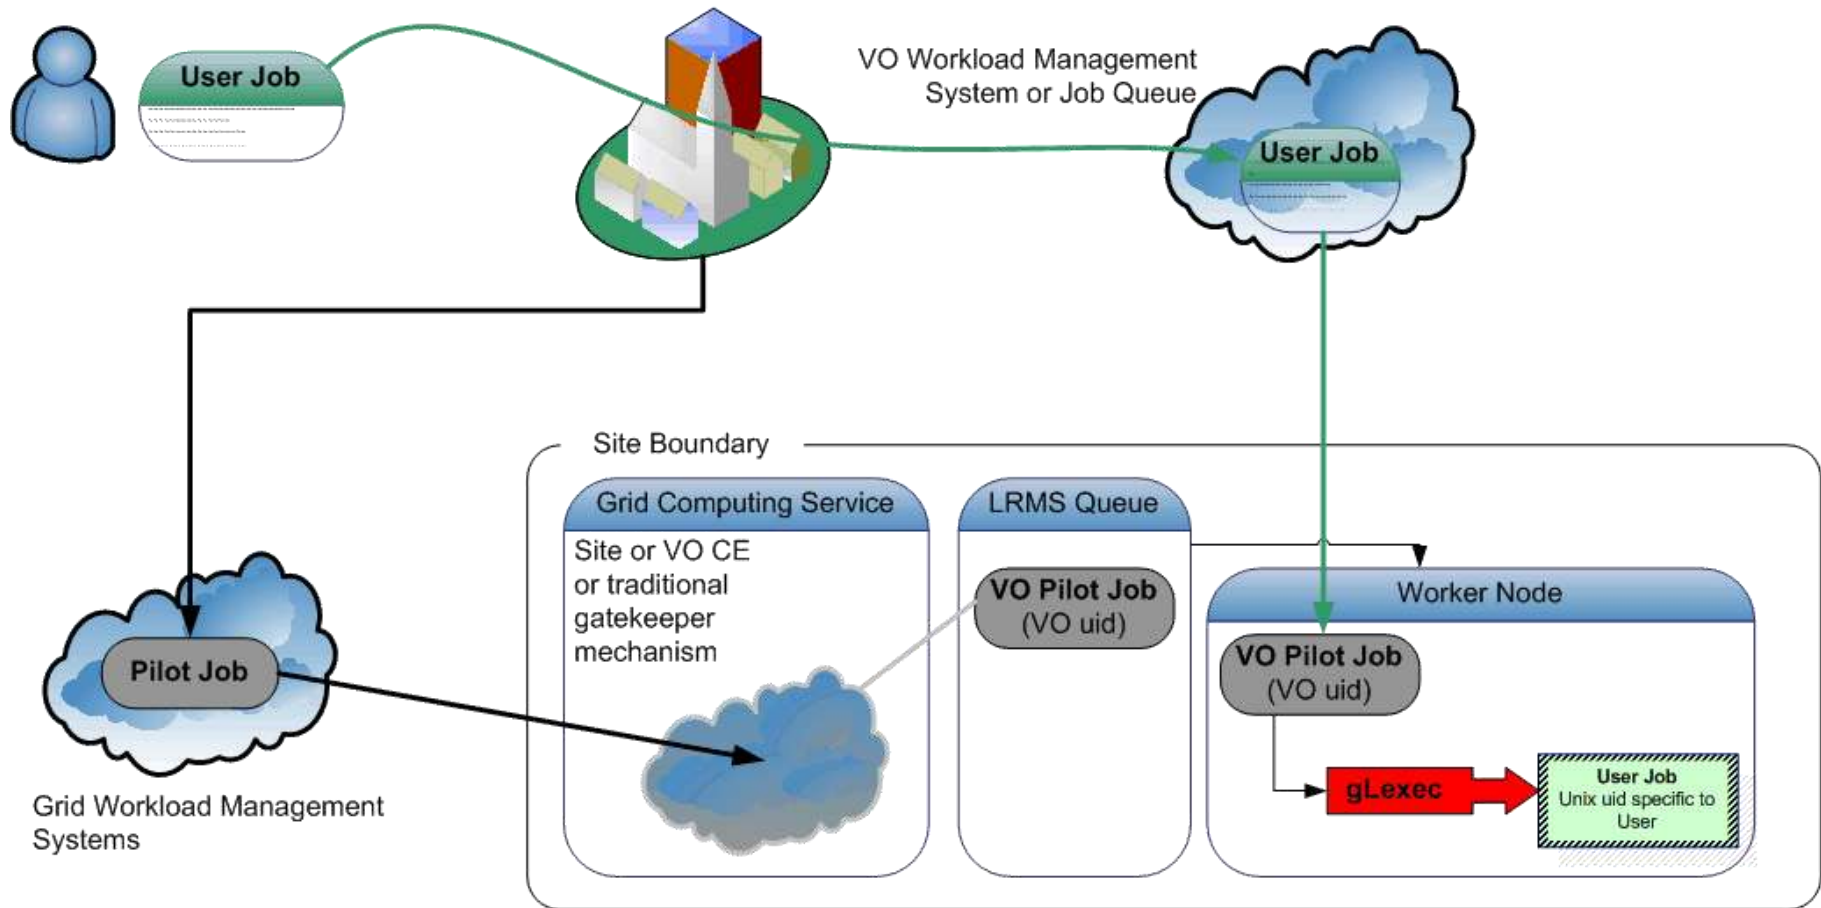 User Job
VO Workload Management
System or Job Queue
User Job
Site Boundary
Grid Computing Service
Site or VO CE
or traditional
gatekeeper
mechanism
LRMS Queue
VO Pilot Job
(VO uid)
Worker Node
VO Pilot Job
(VO uid)
gLexec
User Job
Unix uid specific to
User
Pilot Job
Grid Workload Management
Systems